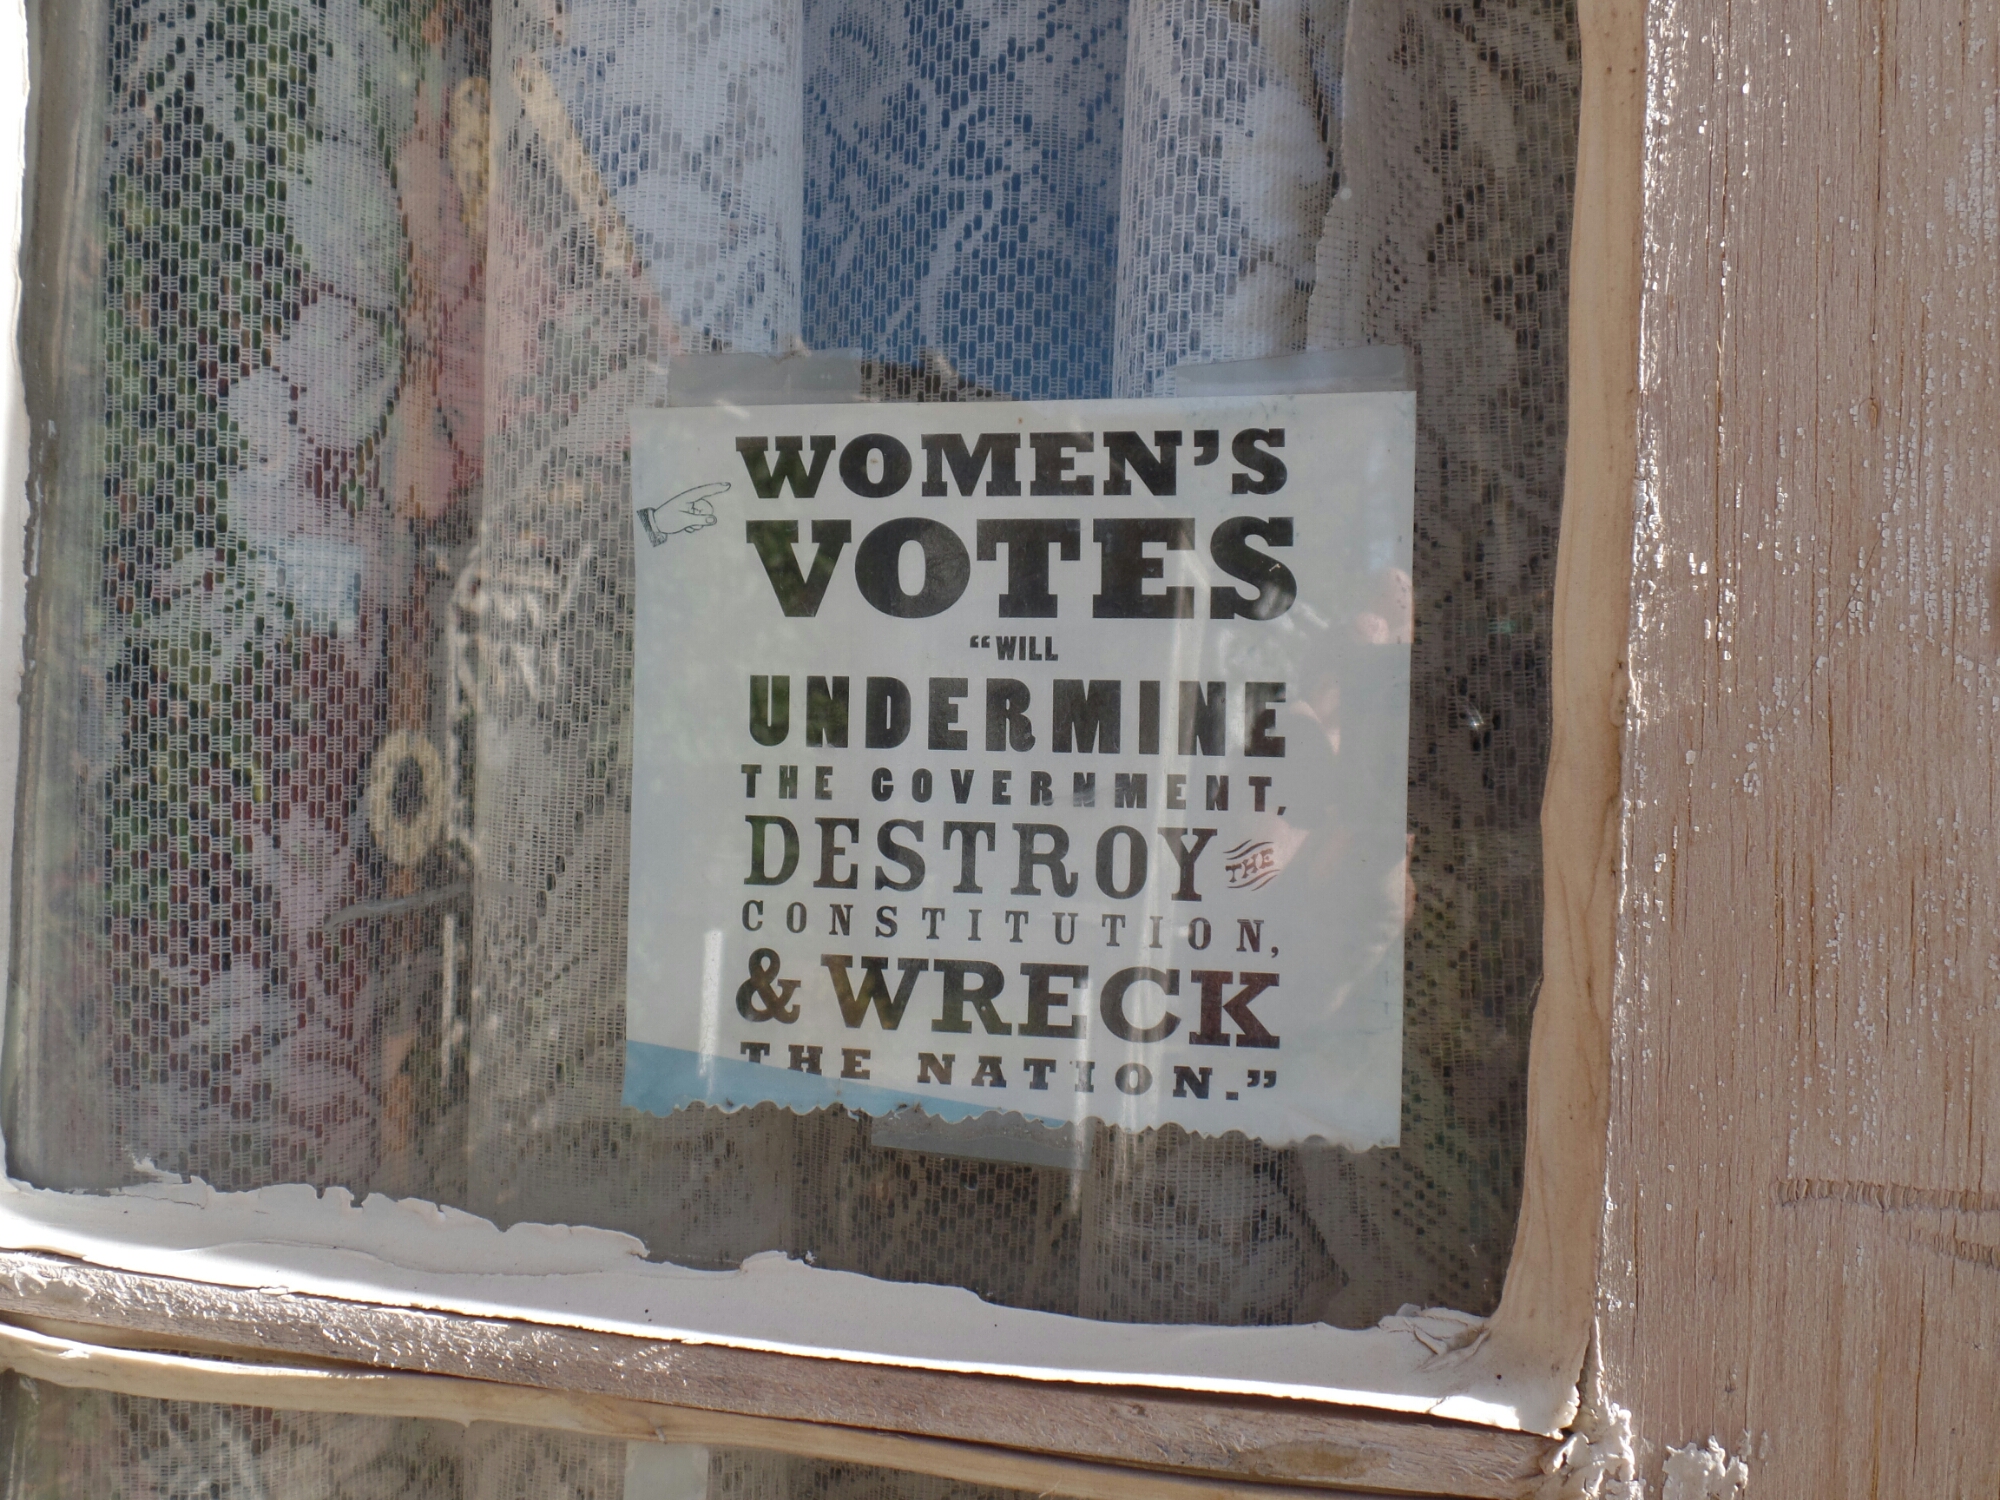 WOMEN'S
VOTES
“WILL
UNDERMINE
THE GOVERNMENT,
DESTROY THE
CONSTITUTION,
& WRECK
THE NATION.”